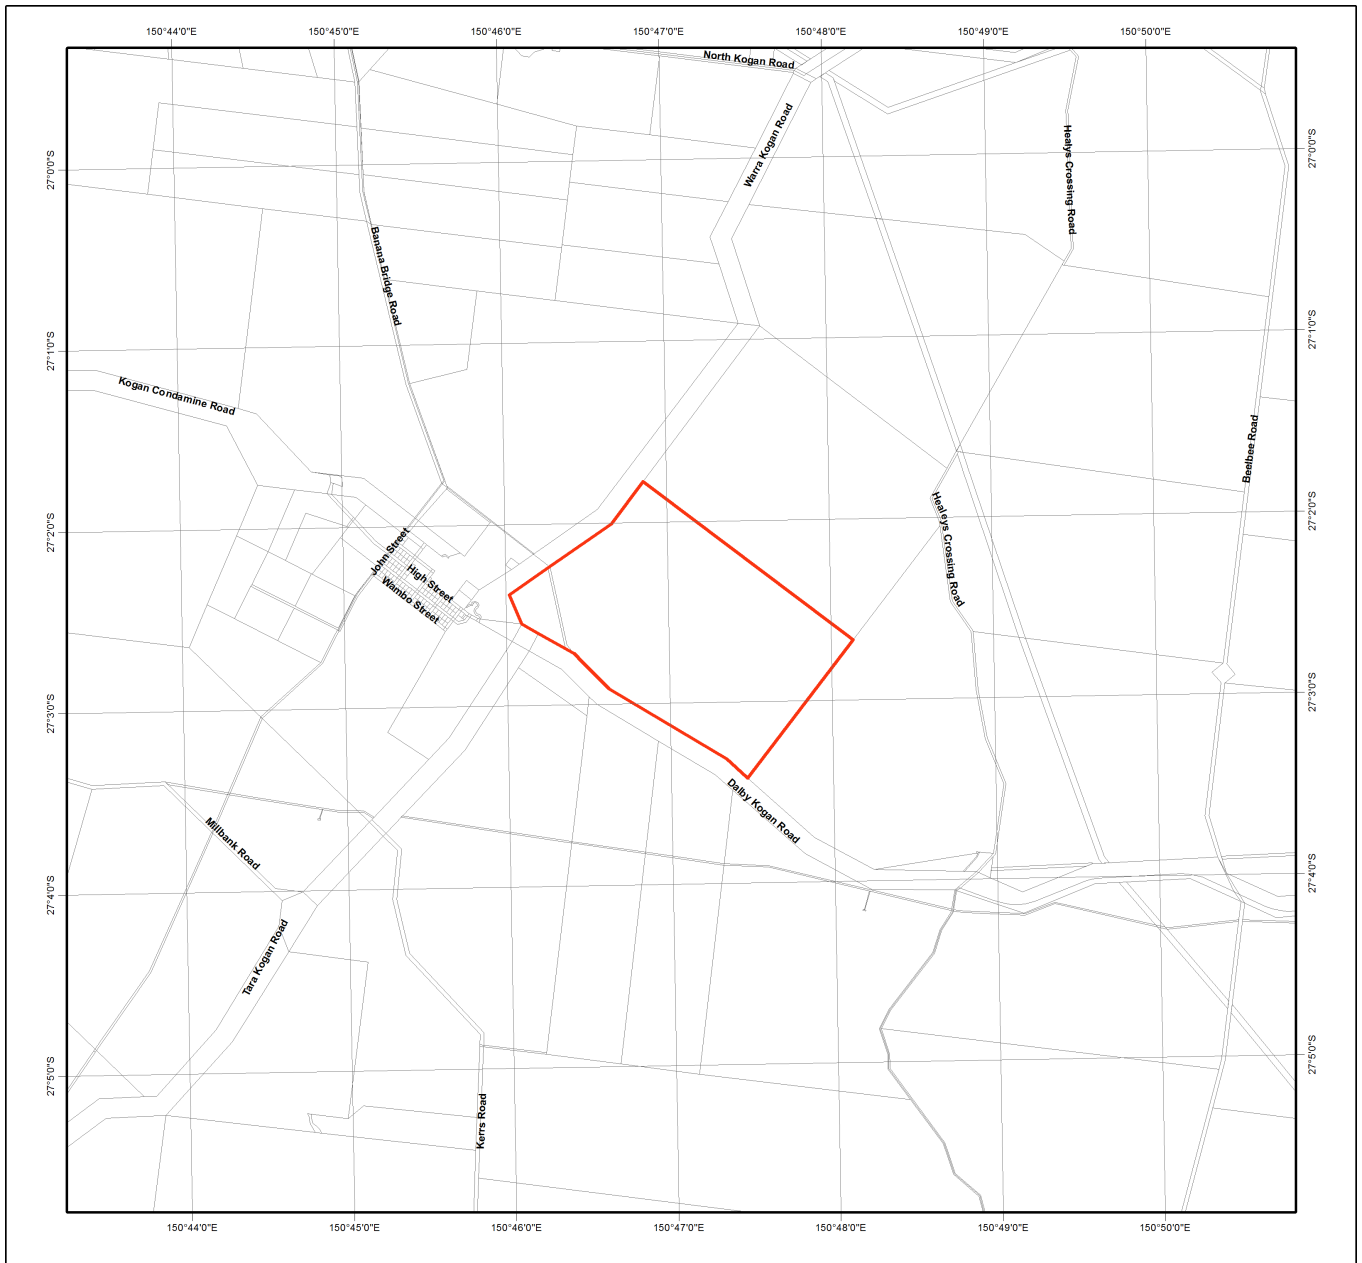 150°44'0"E
150°45'0"E
150°46'0"E
150°47'0"E
150°48'0"E
150°49'0"E
150°50'0"E
North Kogan Road
Warra Kogan Road
Healys Crossing Road
27°0'0"S
27°0'0"S
Banana Bridge Road
27°1'0"S
27°1'0"S
Kogan Condamine Road
Beelbee Road
27°2'0"S
27°2'0"S
John Street
High Street
Wambo Street
Healeys Crossing Road
27°3'0"S
27°3'0"S
Dalby Kogan Road
Millbank Road
27°4'0"S
27°4'0"S
Tara Kogan Road
27°5'0"S
27°5'0"S
Kerrs Road
150°44'0"E
150°45'0"E
150°46'0"E
150°47'0"E
150°48'0"E
150°49'0"E
150°50'0"E